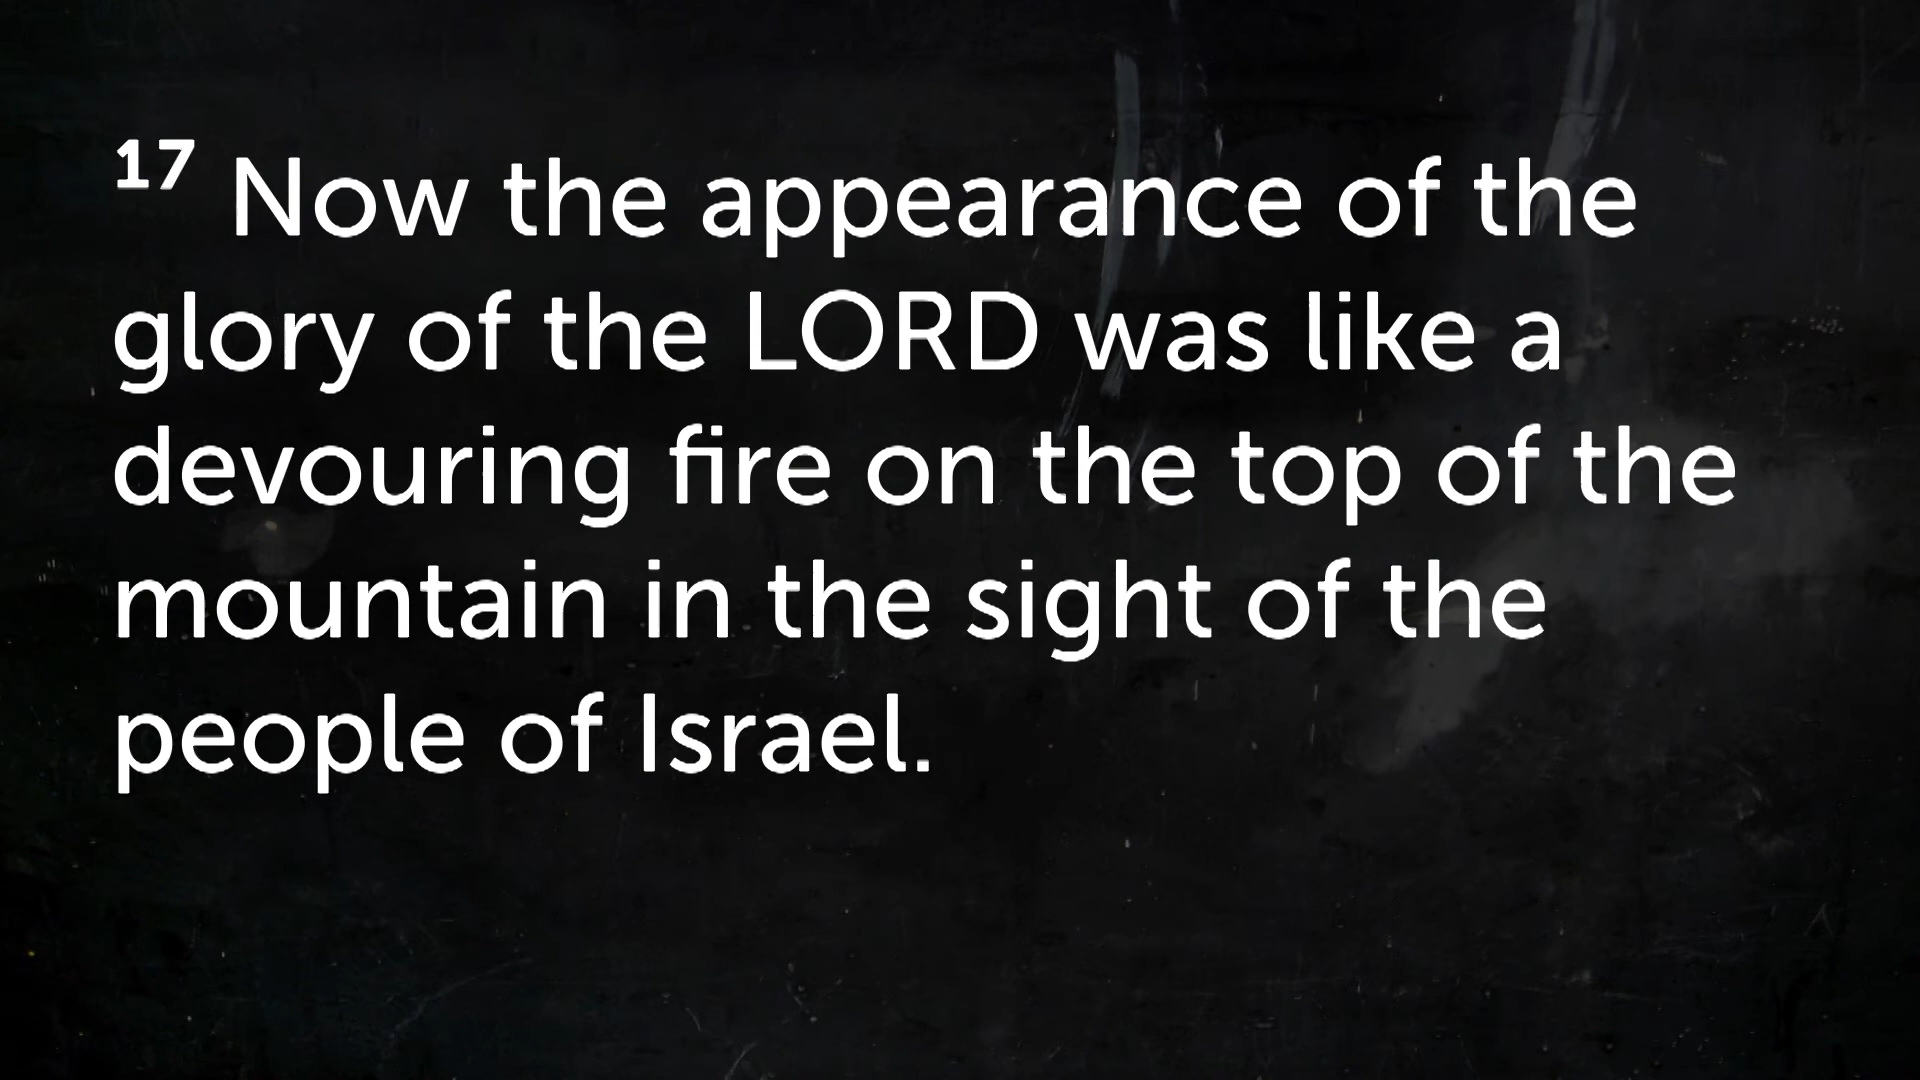 17 Now the appearance of the
glory of the LORD was like a
devouring fire on the top of the
mountain in the sight of the
people of Israel.